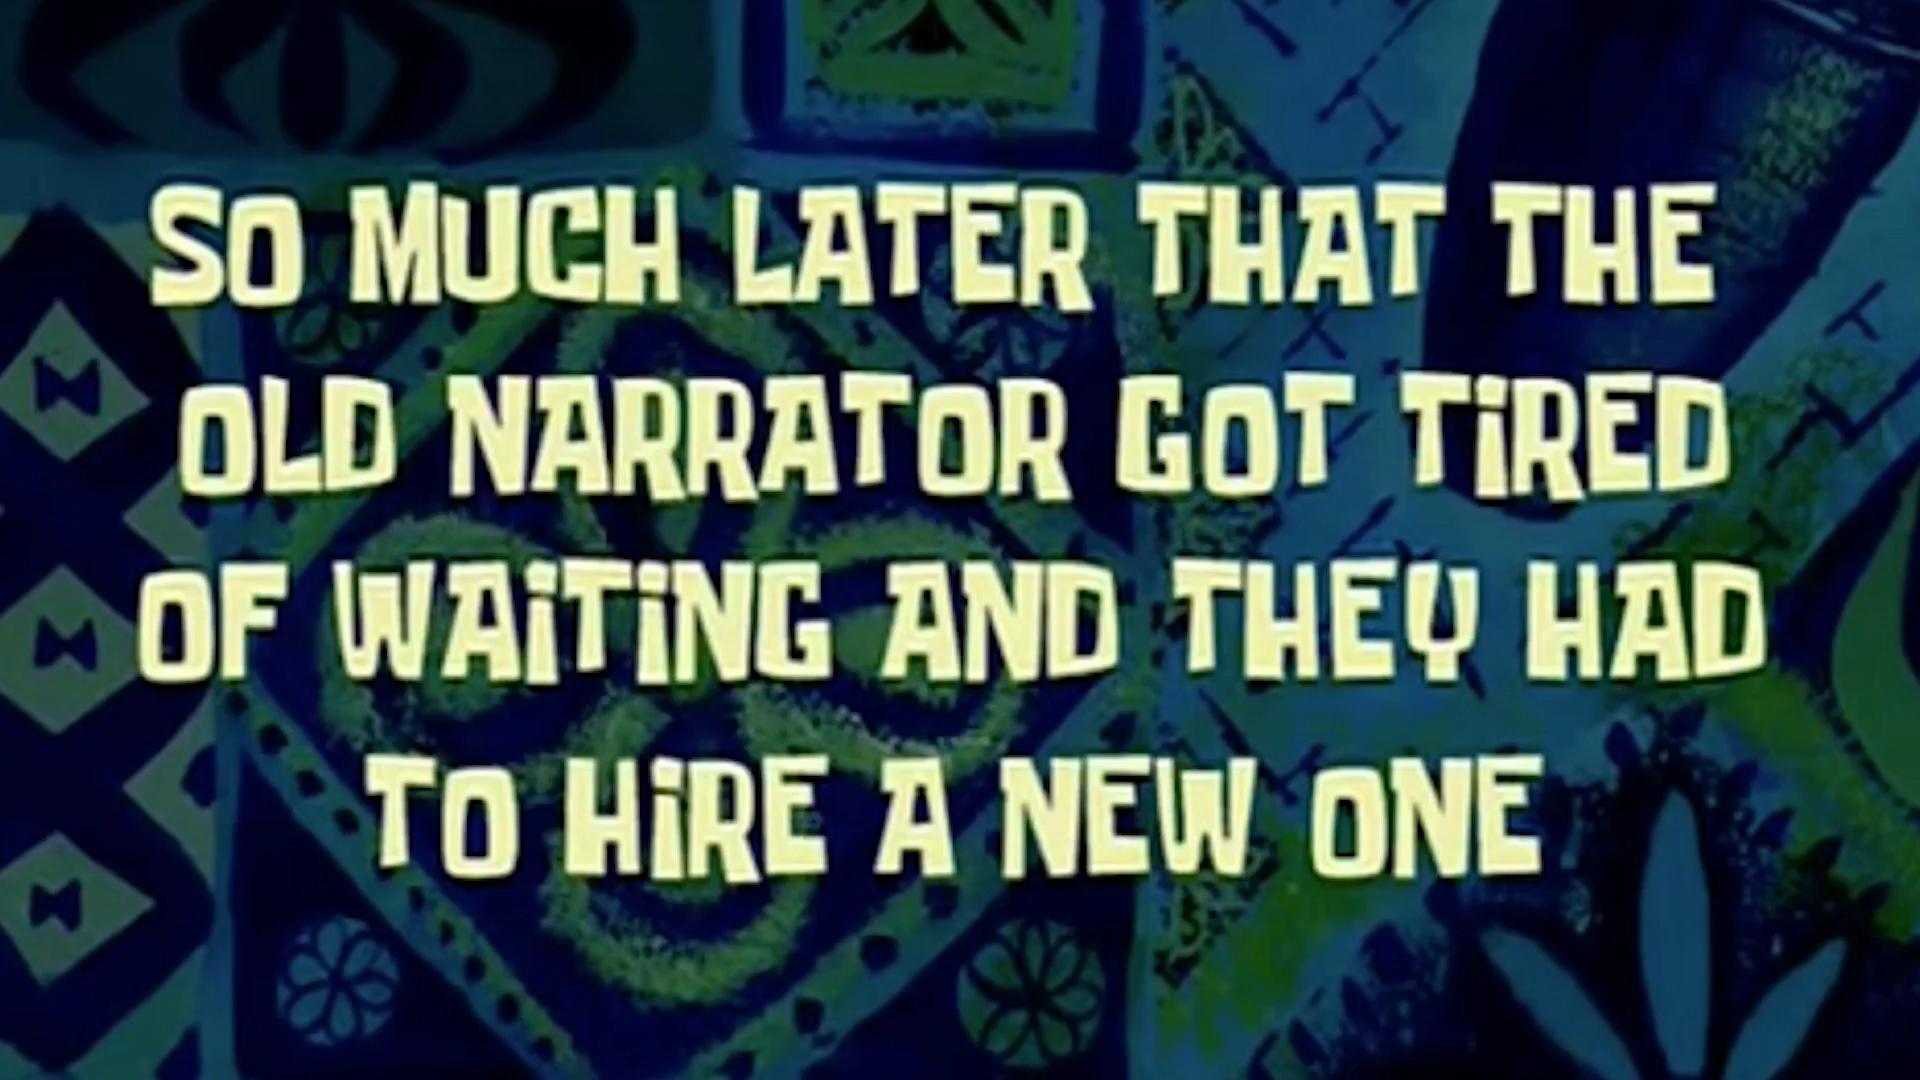 SO MUCH LATER THAT THE
OLD NARRATOR GOT TiRED
OF WAiTiNG AND THEY HAD
TO HiRE A NEW ONE